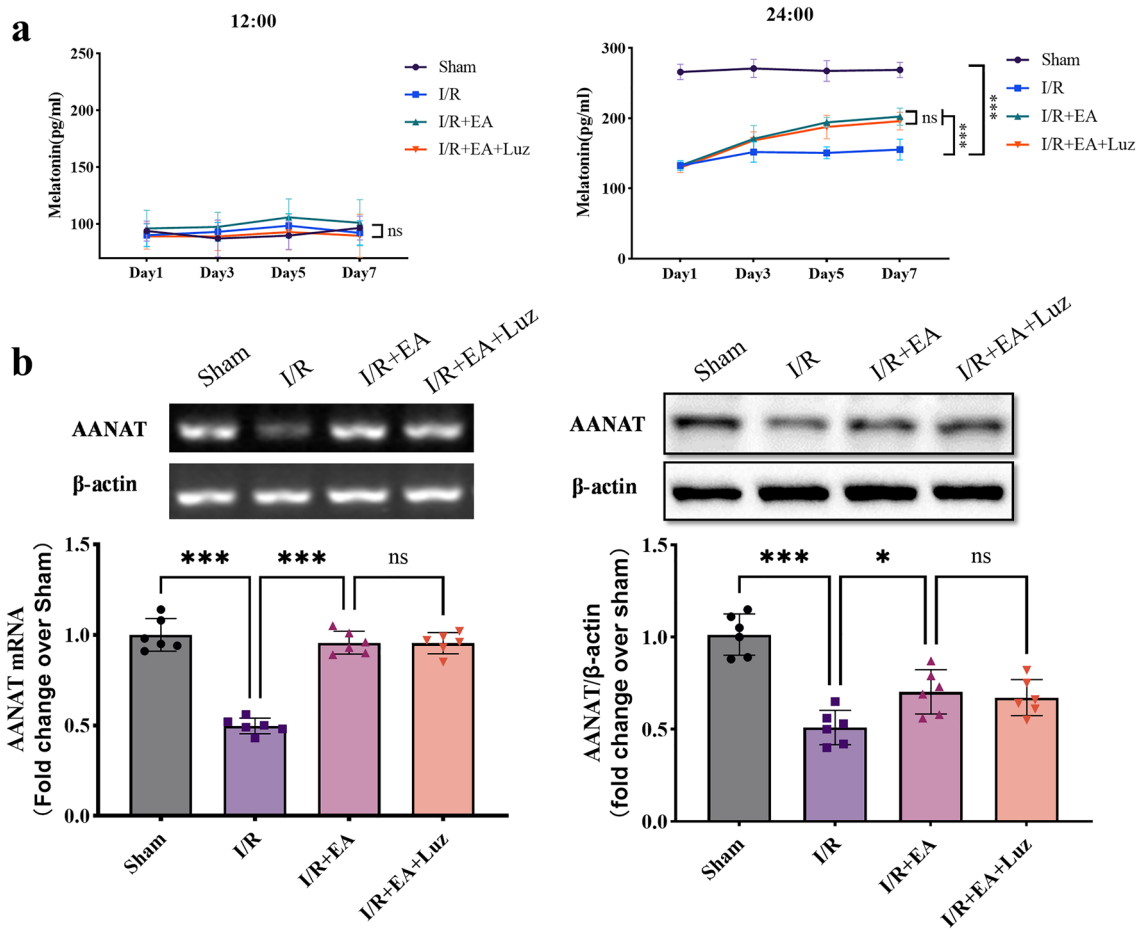 a
12:00
250
200
150
100
Melatonin(pg/ml)
Day1 Day3 Day5 Day7
Sham
I/R
I/R+EA
I/R+EA+Luz
ns
24:00
300
200
100
0
Melatonin(pg/ml)
Day1 Day3 Day5 Day7
Sham
I/R
I/R+EA
I/R+EA+Luz
ns
***
***
b
Sham I/R I/R+EA I/R+EA+Luz
AANAT
β-actin
1.5
1.0
0.5
0.0
AANAT mRNA
(Fold change over Sham)
*** *** ns
Sham I/R I/R+EA I/R+EA+Luz
Sham I/R I/R+EA I/R+EA+Luz
AANAT
β-actin
1.5
1.0
0.5
0.0
AANAT/β-actin
(fold change over sham)
*** * ns
Sham I/R I/R+EA I/R+EA+Luz